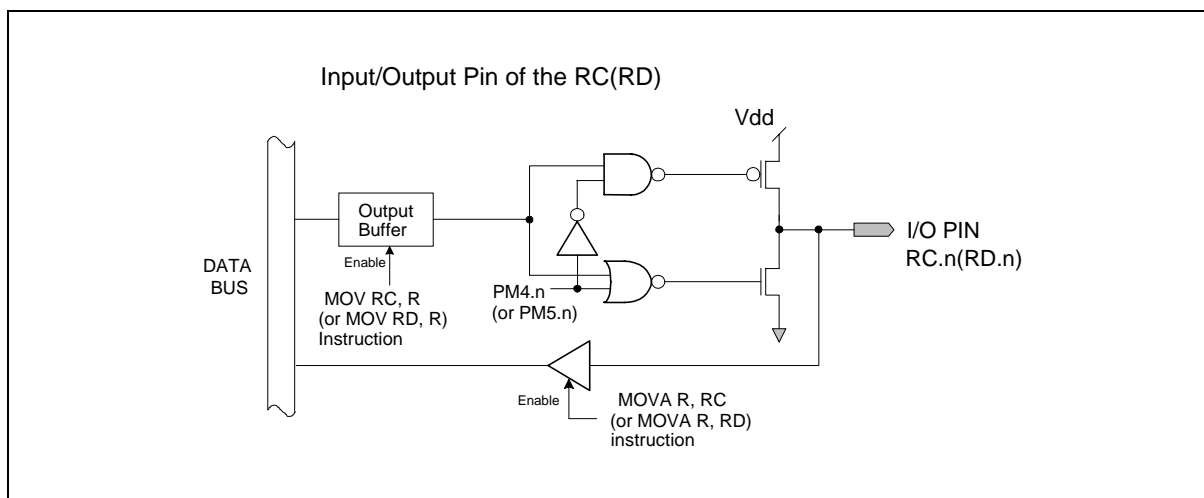 Input/Output Pin of the RC(RD)
Vdd
Output
Buffer
I/O PIN
RC.n(RD.n)
DATA
BUS
Enable
MOV RC, R
(or MOV RD, R)
Instruction
PM4.n
(or PM5.n)
Enable
MOVA R, RC
(or MOVA R, RD)
instruction